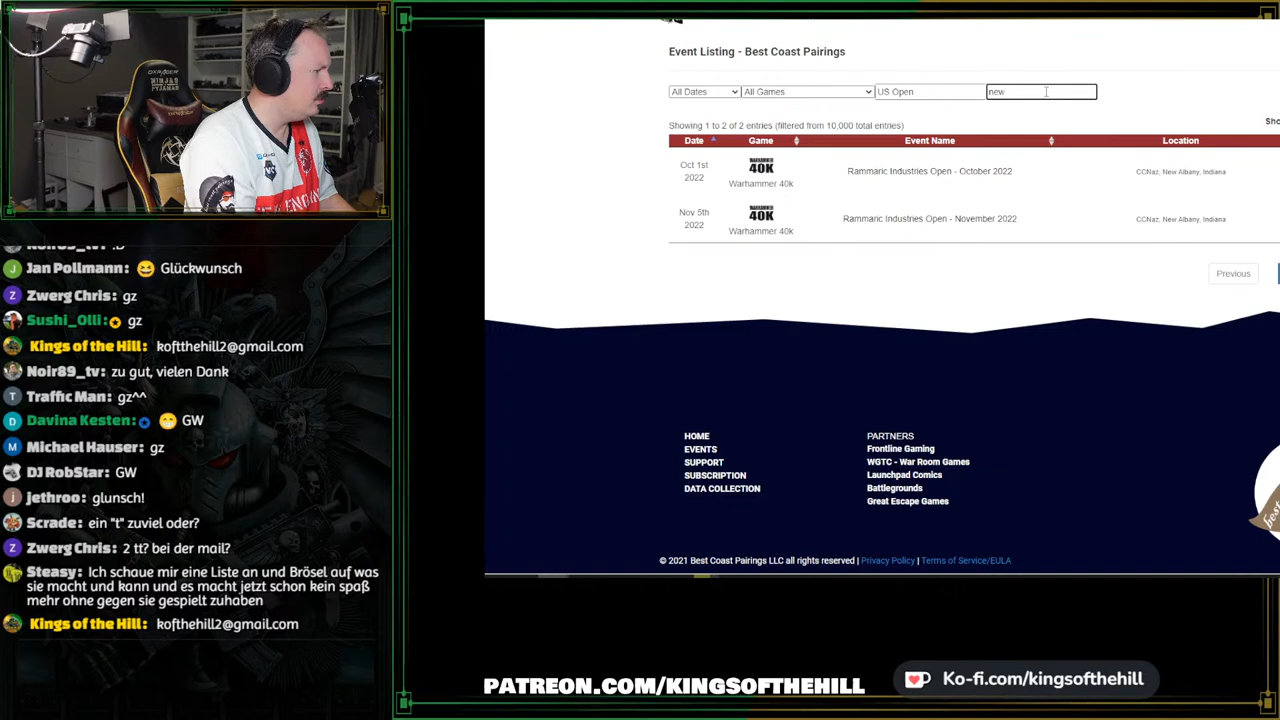 Event Listing - Best Coast Pairings
All Dates All Games US Open new
Showing 1 to 2 of 2 entries (filtered from 10,000 total entries)
Date Game Event Name Location
Oct 1st
2022
WARHAMMER
40K
Warhammer 40k
Rammaric Industries Open - October 2022
CCNaz, New Albany, Indiana
Nov 5th
2022
WARHAMMER
40K
Warhammer 40k
Rammaric Industries Open - November 2022
CCNaz, New Albany, Indiana
Previous
HOME
EVENTS
SUPPORT
SUBSCRIPTION
DATA COLLECTION
PARTNERS
Frontline Gaming
WGTC - War Room Games
Launchpad Comics
Battlegrounds
Great Escape Games
© 2021 Best Coast Pairings LLC all rights reserved | Privacy Policy | Terms of Service/EULA
Jan Pollmann: 😆 Glückwunsch
Zwerg Chris: gz
Sushi_Olli: gz
Kings of the Hill: koftthehill2@gmail.com
Noir89_tv: zu gut, vielen Dank
Traffic Man: gz^^
Davina Kesten: 😁 GW
Michael Hauser: gz
DJ RobStar: GW
jethroo: glunsch!
Scrade: ein "t" zuviel oder?
Zwerg Chris: 2 tt? bei der mail?
Steasy: Ich schaue mir eine Liste an und Brösel auf was
sie macht und kann und es macht jetzt schon kein spaß
mehr ohne gegen sie gespielt zuhaben
Kings of the Hill: kofthehill2@gmail.com
PATREON.COM/KINGSOFTHEHILL
Ko-fi.com/kingsofthehill